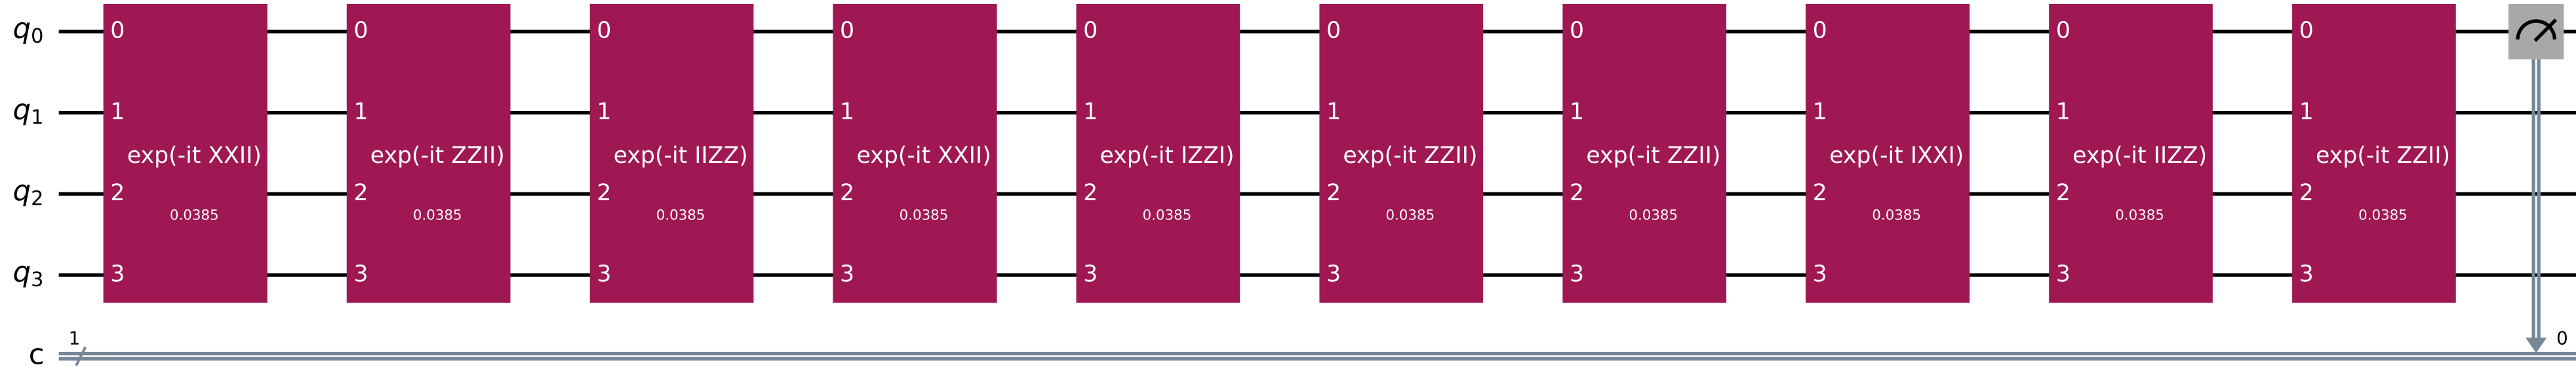 q0 0 0 0 0 0 0 0 0 0 0
q1 1 1 1 1 1 1 1 1 1 1
exp(-it XXII) exp(-it ZZII) exp(-it IIZZ) exp(-it XXII) exp(-it IZZI) exp(-it ZZII) exp(-it ZZII) exp(-it IXXI) exp(-it IIZZ) exp(-it ZZII)
q2 2 2 2 2 2 2 2 2 2 2
0.0385 0.0385 0.0385 0.0385 0.0385 0.0385 0.0385 0.0385 0.0385 0.0385
q3 3 3 3 3 3 3 3 3 3 3
1 0
c